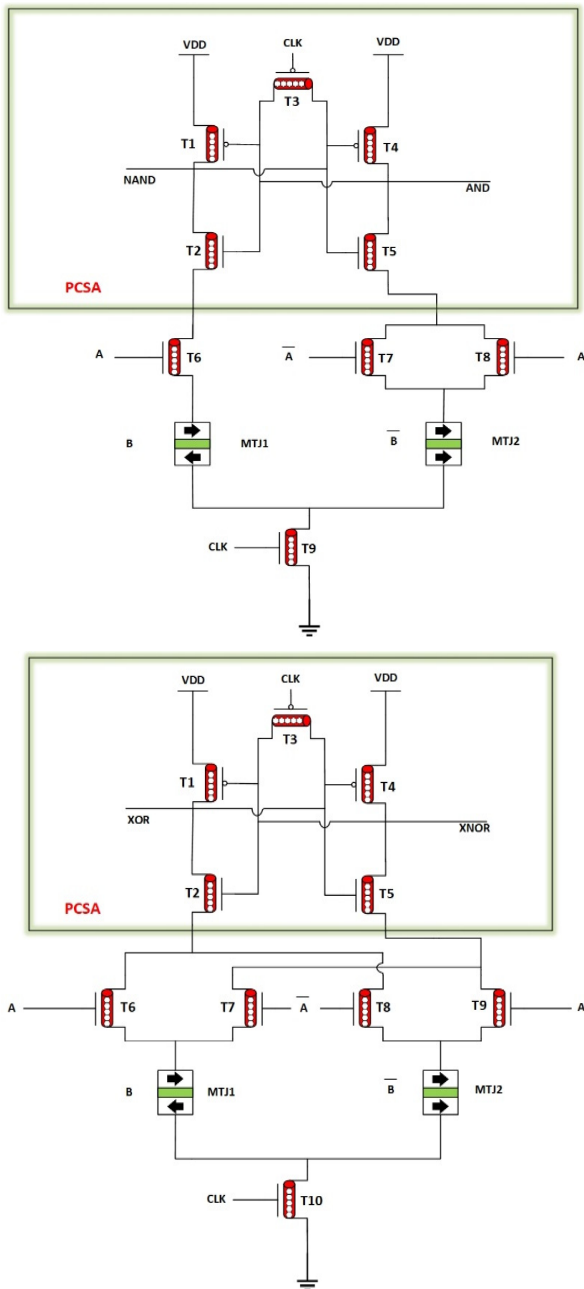 CLK
VDD
VDD
T3
T1
T4
NAND
AND
T2
T5
PCSA
A
T6
A
T7
T8
A
B
MTJ1
B
MTJ2
CLK
T9
VDD
CLK
VDD
T3
T1
T4
XOR
XNOR
T2
T5
PCSA
A
T6
T7
A
T8
T9
A
B
MTJ1
B
MTJ2
CLK
T10